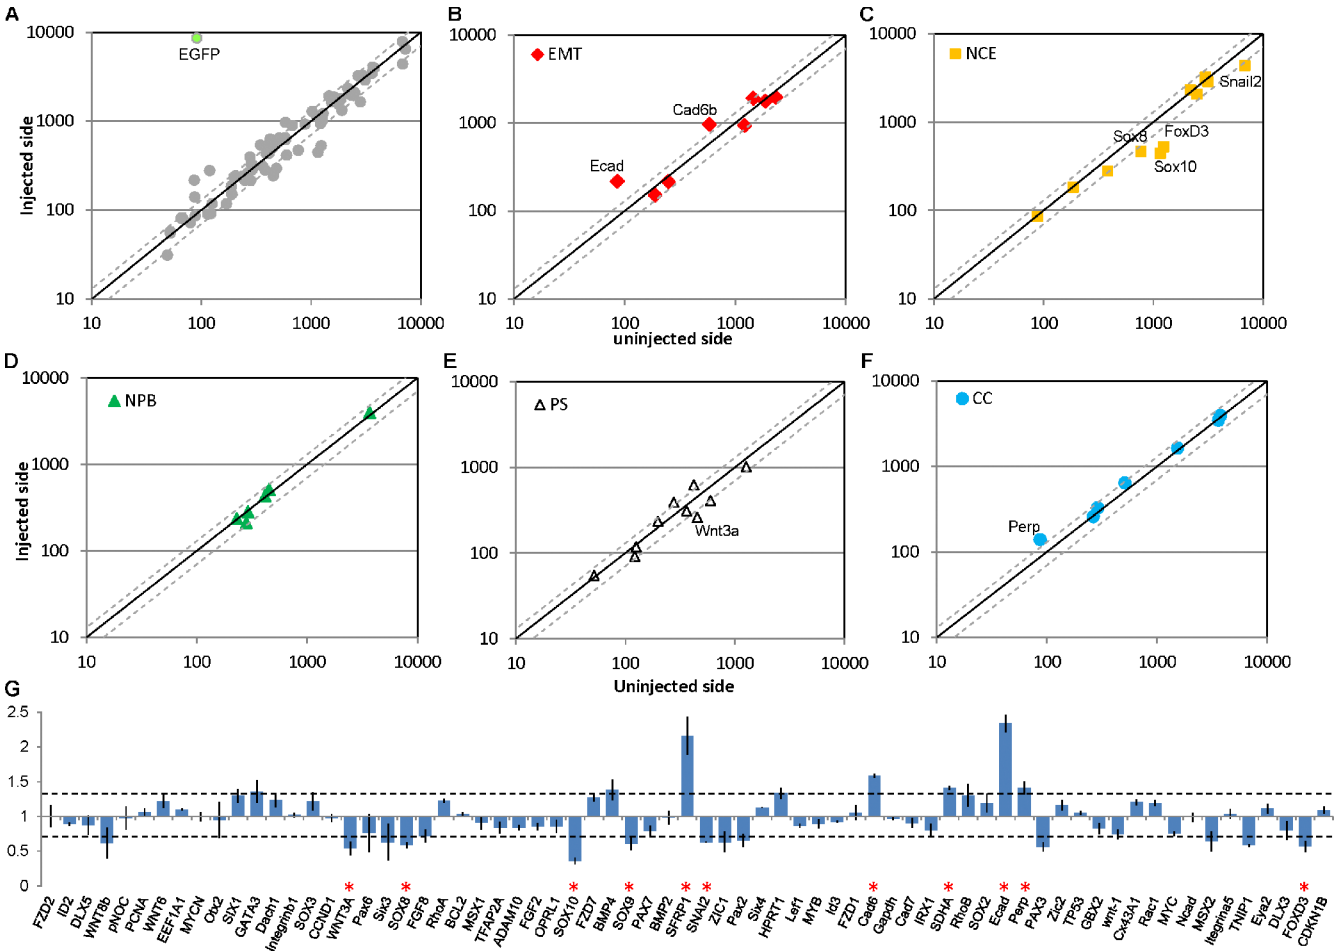 A
10000
1000
100
10
10
100
1000
10000
Injected side
EGFP
B
10000
1000
100
10
10
100
1000
10000
uninjected side
EMT
Cad6b
Ecad
C
10000
1000
100
10
10
100
1000
10000
NCE
Snail2
Sox8
FoxD3
Sox10
D
10000
1000
100
10
10
100
1000
10000
Injected side
NPB
E
10000
1000
100
10
10
100
1000
10000
Uninjected side
PS
Wnt3a
F
10000
1000
100
10
10
100
1000
10000
CC
Perp
G
2.5
2
1.5
1
0.5
0
* * * * * * * * * * *
FZD2
ID2
DLX5
WNT8b
pNOC
PCNA
WNT6
EEF1A1
MYCN
Otx2
SIX1
GATA3
Dach1
Integrinb1
SOX3
CCND1
WNT3A
Pax6
Six3
SOX8
FGF8
RhoA
BCL2
MSX1
TFAP2A
ADAM10
FGF2
OPRL1
SOX10
FZD7
BMP4
SOX9
PAX7
BMP2
SFRP1
SNAI2
ZIC1
Pax2
Six4
HPRT1
Lef1
MYB
Id3
FZD1
Cad6
Gapdh
Cad7
IRX1
SDHA
RhoB
SOX2
Ecad
Perp
PAX3
Zic2
TP53
GBX2
wnt-1
Cx43A1
Rac1
MYC
Ncad
MSX2
Itegrina5
TNIP1
Eya2
DLX3
FOXD3
CDKN1B